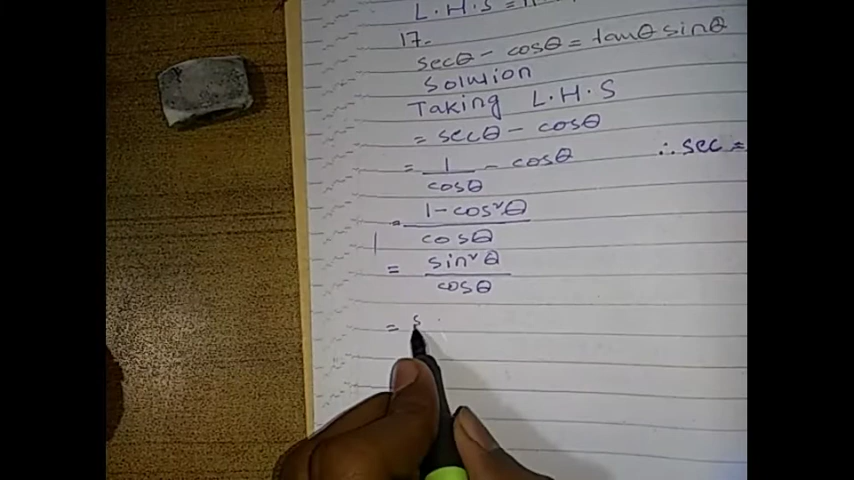 L.H.S =
17.
secθ - cosθ = tanθ sinθ
Solution
Taking L.H.S
= secθ - cosθ
= 1/cosθ - cosθ ∴ sec =
= 1-cos²θ/cosθ
= sin²θ/cosθ
= s